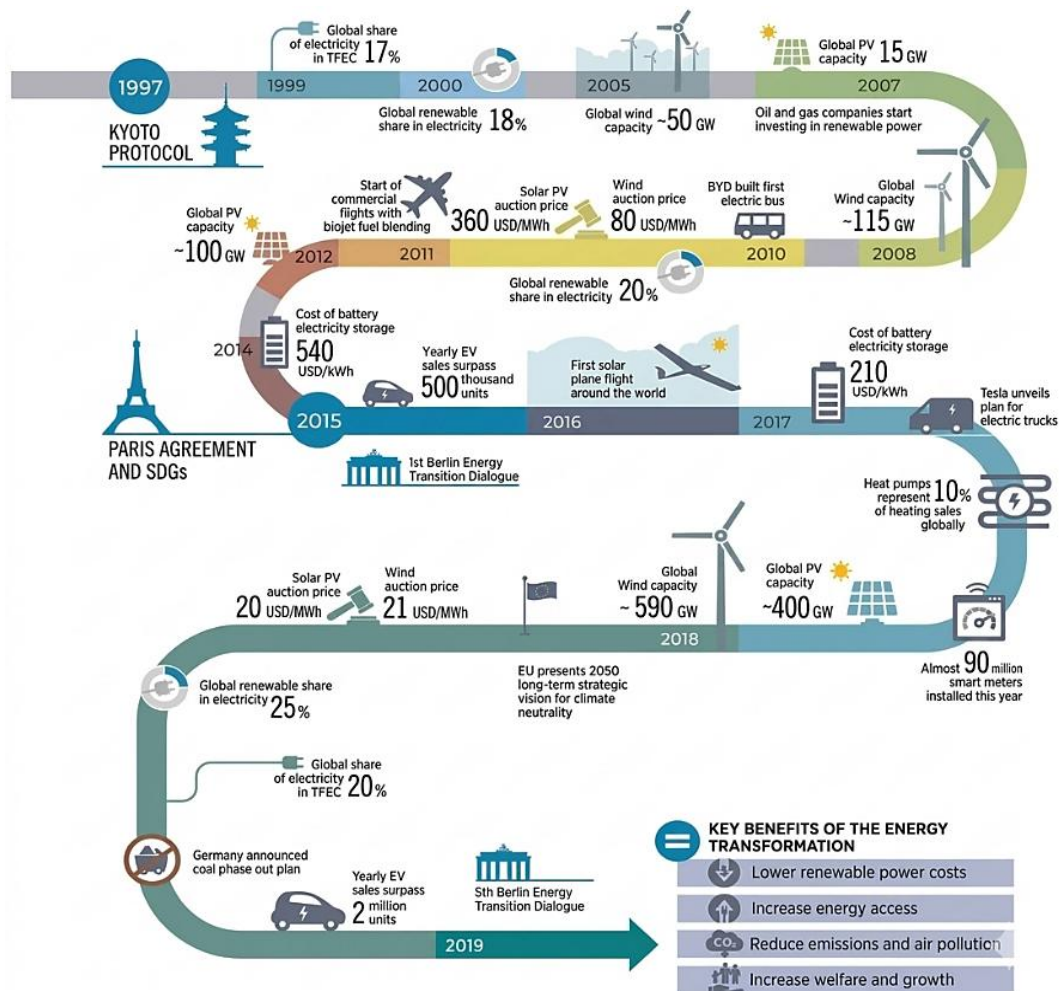 1997
KYOTO
PROTOCOL
Global share
of electricity
in TFEC 17%
1999
2000
Global renewable
share in electricity 18%
2005
Global wind
capacity ~50 GW
Global PV
capacity 15 GW
2007
Oil and gas companies start
investing in renewable power
Global
Wind capacity
~115 GW
2008
BYD built first
electric bus
2010
Wind
auction price
80 USD/MWh
Solar PV
auction price
360 USD/MWh
Global renewable
share in electricity 20%
Start of
commercial
flights with
biojet fuel blending
2011
Global PV
capacity
~100 GW
2012
2014
Cost of battery
electricity storage
540
USD/kWh
2015
PARIS AGREEMENT
AND SDGs
Yearly EV
sales surpass
500 thousand
units
1st Berlin Energy
Transition Dialogue
First solar
plane flight
around the world
2016
2017
Cost of battery
electricity storage
210
USD/kWh
Tesla unveils
plan for
electric trucks
Heat pumps
represent 10%
of heating sales
globally
Almost 90 million
smart meters
installed this year
Global PV
capacity
~400 GW
Global
Wind capacity
~ 590 GW
2018
EU presents 2050
long-term strategic
vision for climate
neutrality
Wind
auction price
21 USD/MWh
Solar PV
auction price
20 USD/MWh
Global renewable share
in electricity 25%
Global share
of electricity
in TFEC 20%
Germany announced
coal phase out plan
Yearly EV
sales surpass
2 million
units
Sth Berlin Energy
Transition Dialogue
2019
KEY BENEFITS OF THE ENERGY
TRANSFORMATION
Lower renewable power costs
Increase energy access
CO₂
Reduce emissions and air pollution
Increase welfare and growth